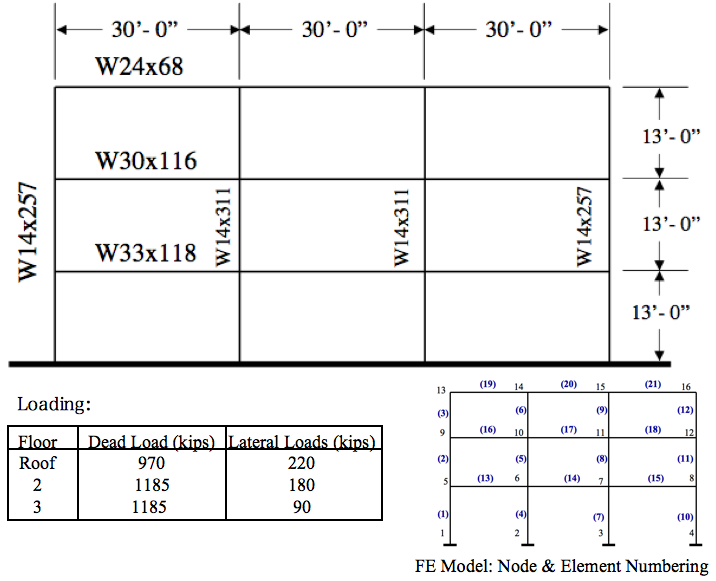 30’- 0” 30’- 0” 30’- 0”
W24x68
13’- 0”
W30x116
W14x257
W14x311
W14x311
W14x257
13’- 0”
W33x118
13’- 0”
Loading:
Floor Dead Load (kips) Lateral Loads (kips)
Roof 970 220
2 1185 180
3 1185 90
13 (19) 14 (20) 15 (21) 16
(3) (6) (9) (12)
9 (16) 10 (17) 11 (18) 12
(2) (5) (8) (11)
5 (13) 6 (14) 7 (15) 8
(1) (4) (7) (10)
1 2 3 4
FE Model: Node & Element Numbering